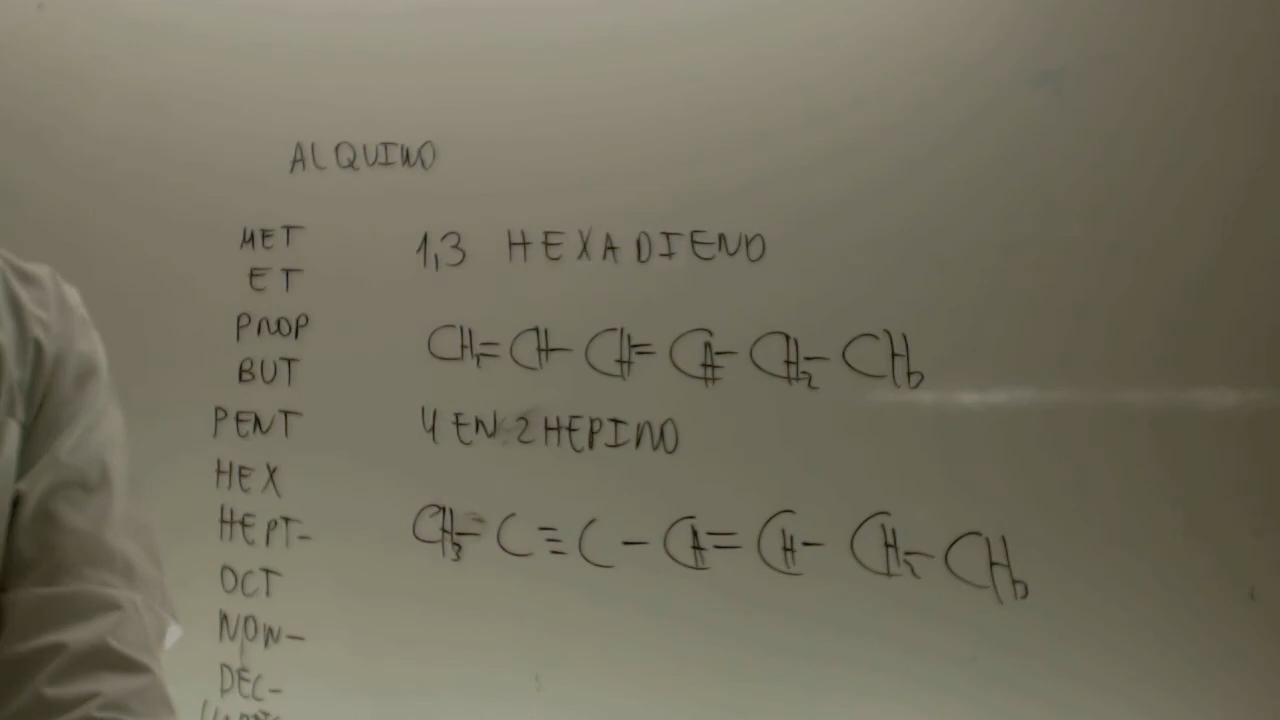 ALQUINO
MET
ET
PROP
BUT
PENT
HEX
HEPT-
OCT
NON-
DEC-
1,3 HEXADIENO
CH2=CH-CH=CH-CH2-CH3
4 EN 2 HEPINO
CH3-C≡C-CH=CH-CH2-CH3